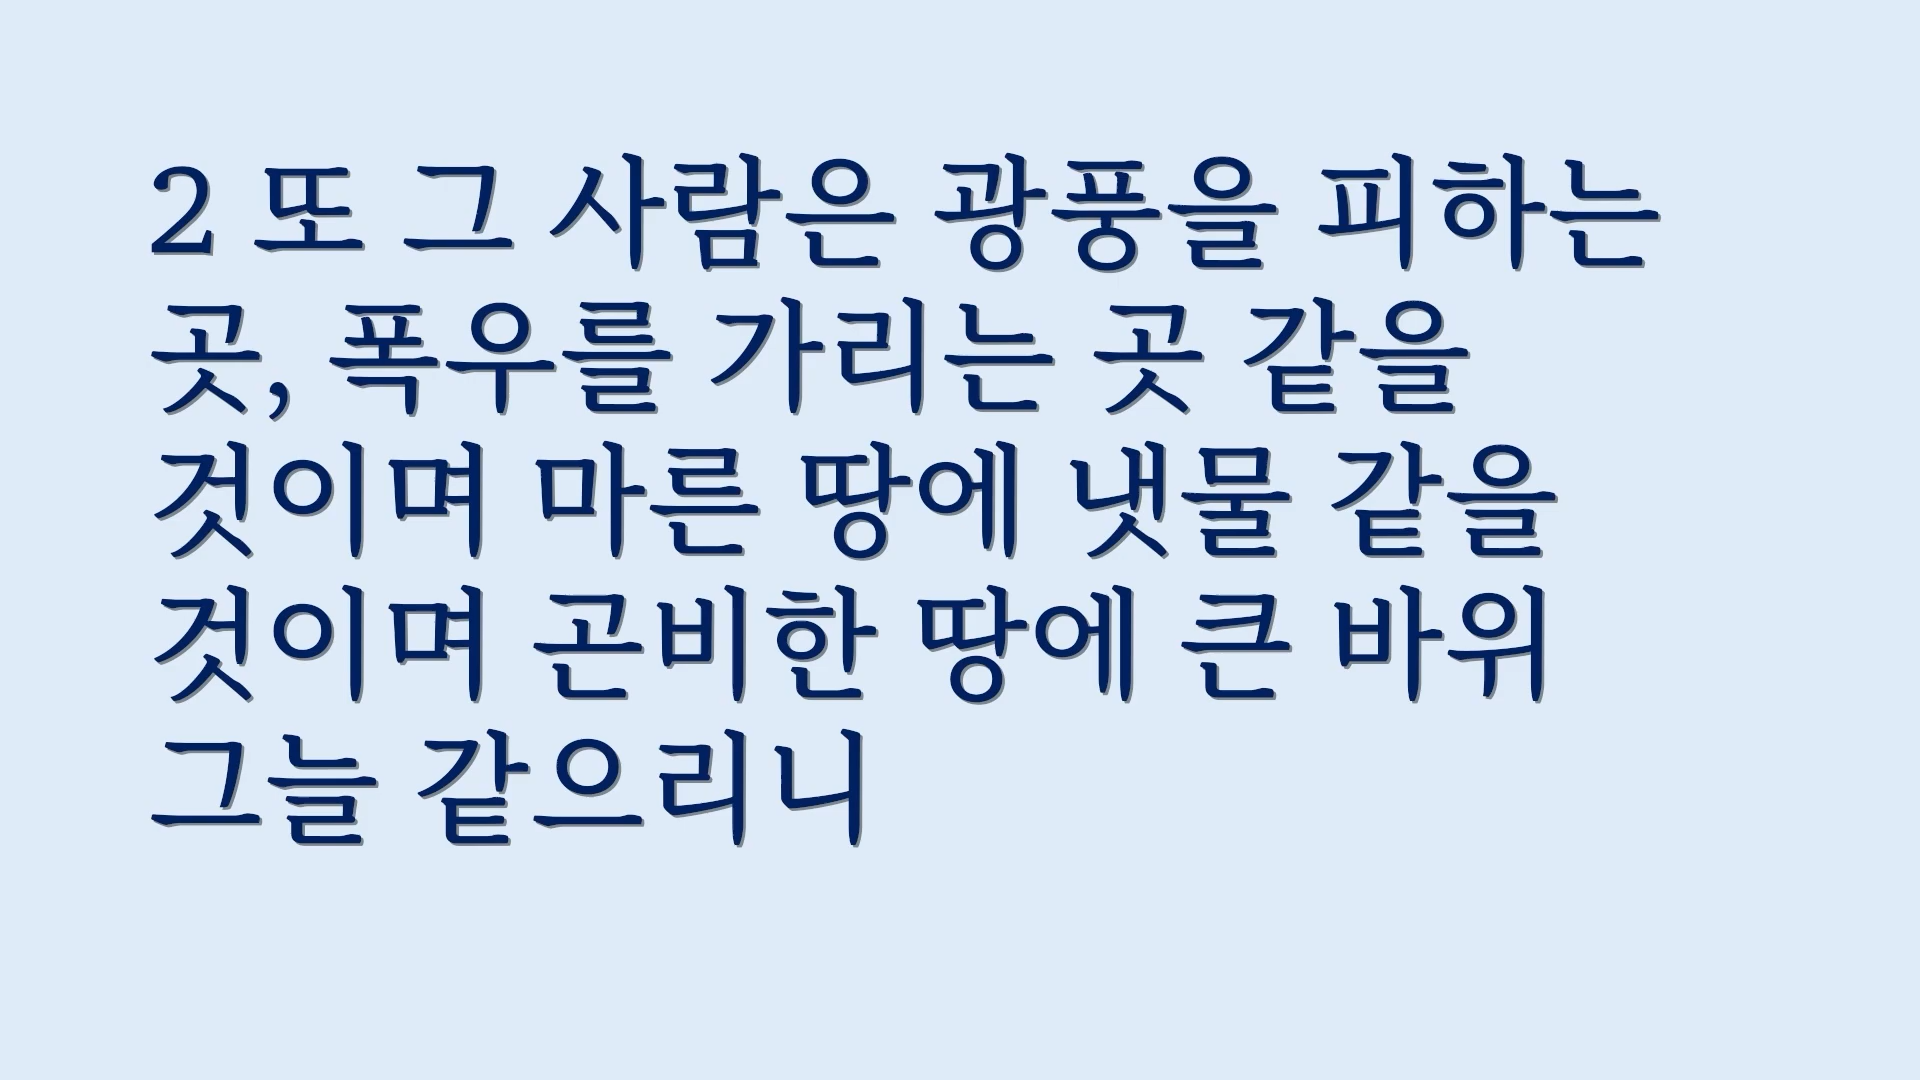 2 또 그 사람은 광풍을 피하는
곳, 폭우를 가리는 곳 같을
것이며 마른 땅에 냇물 같을
것이며 곤비한 땅에 큰 바위
그늘 같으리니